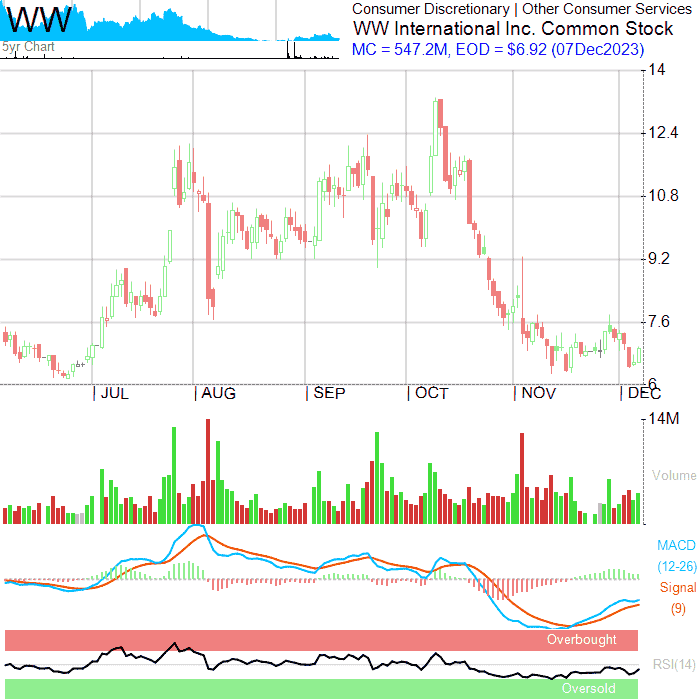 WW
Consumer Discretionary | Other Consumer Services
WW International Inc. Common Stock
5yr Chart
MC = 547.2M, EOD = $6.92 (07Dec2023)
14
12.4
10.8
9.2
7.6
6
JUL AUG SEP OCT NOV DEC
14M
Volume
MACD
(12-26)
Signal
(9)
Overbought
RSI(14)
Oversold